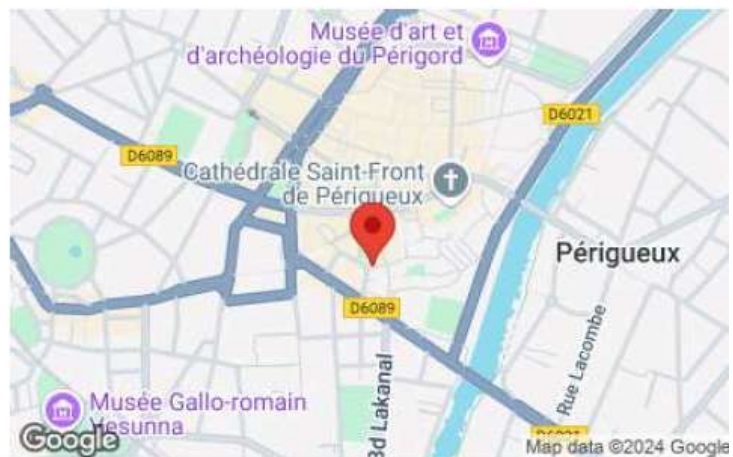 Musée d'art et
d'archéologie du Périgord
D6021
D6089
Cathédrale Saint-Front
de Périgueux
Périgueux
D6089
Rue Lacombe
Bd Lakanal
Musée Gallo-romain
Vesunna
D6021
Google
Map data ©2024 Google